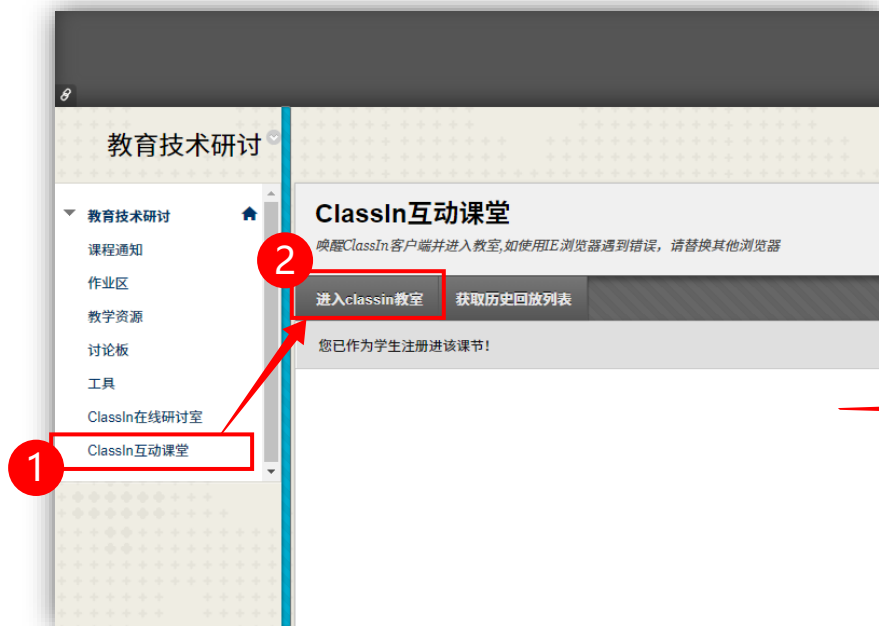 教育技术研讨
教育技术研讨
课程通知
作业区
教学资源
讨论板
工具
ClassIn在线研讨室
ClassIn互动课堂
1
ClassIn互动课堂
唤醒ClassIn客户端并进入教室,如使用IE浏览器遇到错误，请替换其他浏览器
2
进入classin教室 获取历史回放列表
您已作为学生注册进该课节！